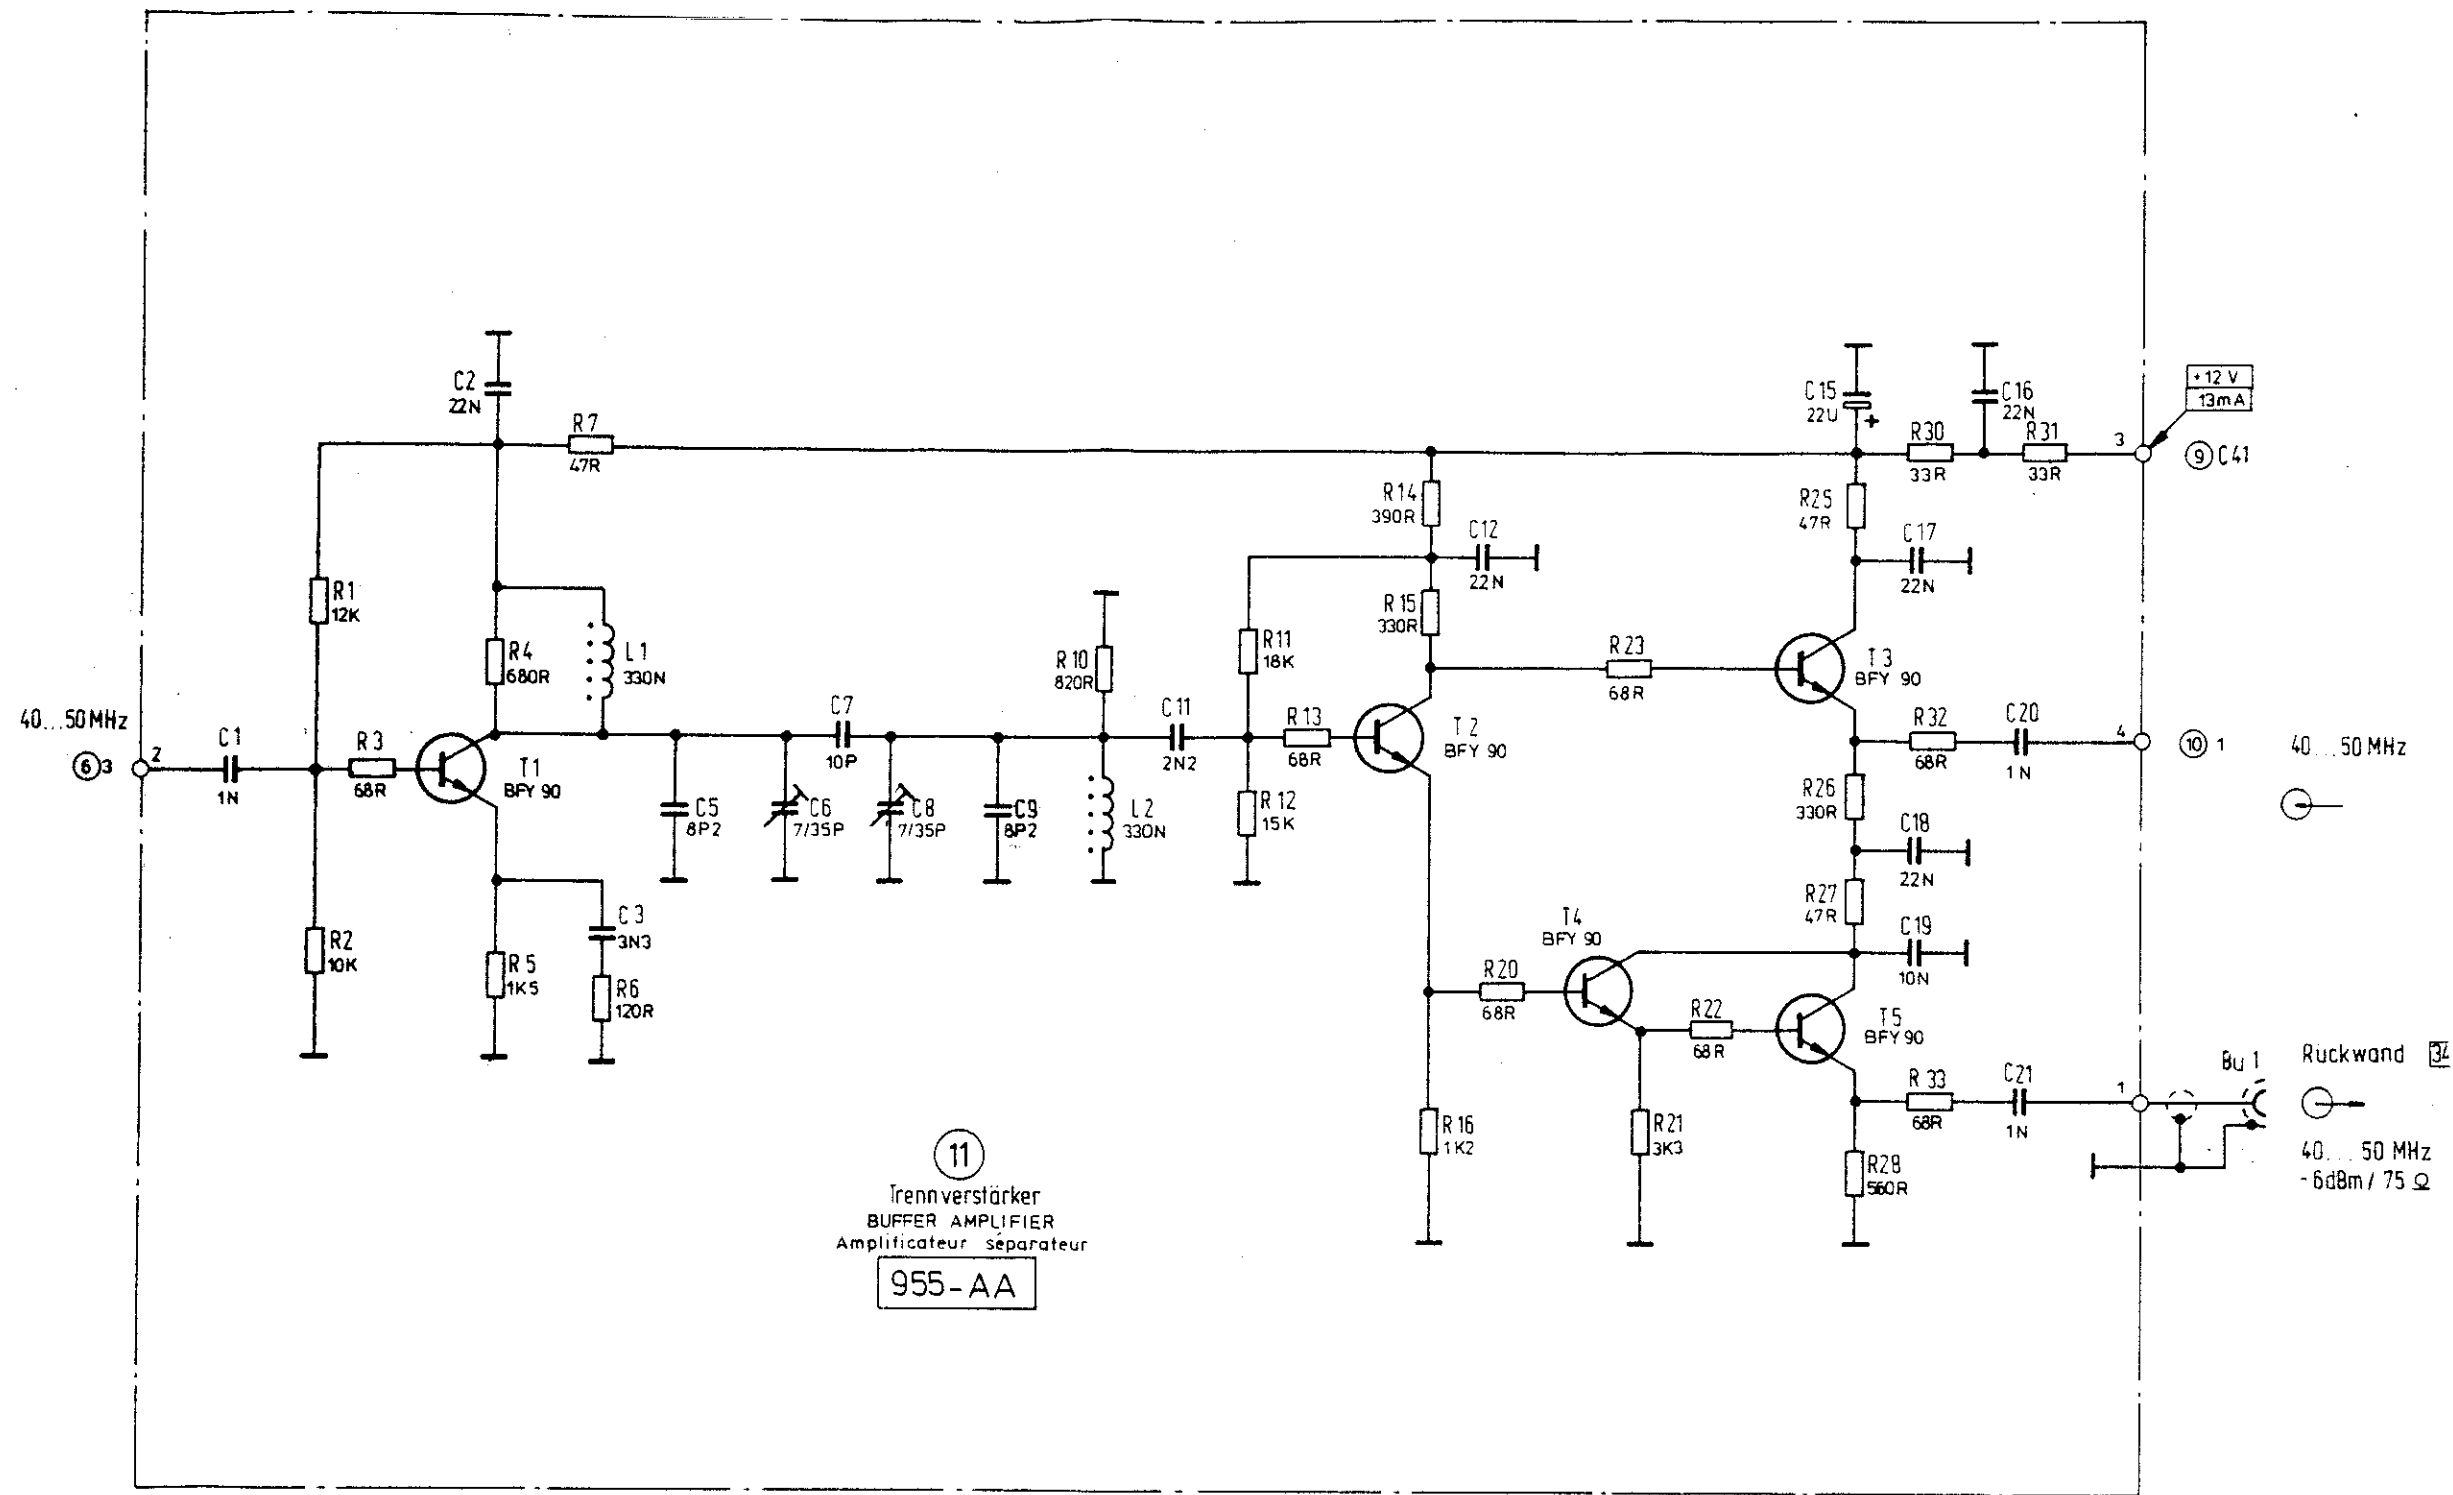 C2
22N
R7
47R
C15
22U
+
C16
22N
+12 V
13mA
R30
33R
R31
33R
3
9 C41
R14
390R
R25
47R
C12
22N
C17
22N
R1
12K
R15
330R
R4
680R
L1
330N
R10
820R
R11
18K
R23
68R
T3
BFY 90
40...50MHz
6 3
2
C1
1N
R3
68R
T1
BFY 90
C7
10P
C11
2N2
R13
68R
T2
BFY 90
R32
68R
C20
1N
4
10 1
40...50 MHz
C5
8P2
C6
7/35P
C8
7/35P
C9
8P2
L2
330N
R12
15K
R26
330R
C18
22N
R27
47R
C19
10N
R2
10K
C3
3N3
R5
1K5
R6
120R
T4
BFY 90
R20
68R
R22
68R
T5
BFY 90
Bu 1
Rückwand 34
R33
68R
C21
1N
1
R16
1K2
R21
3K3
R28
560R
40...50 MHz
-6dBm / 75 Ω
11
Trennverstärker
BUFFER AMPLIFIER
Amplificateur séparateur
955-AA